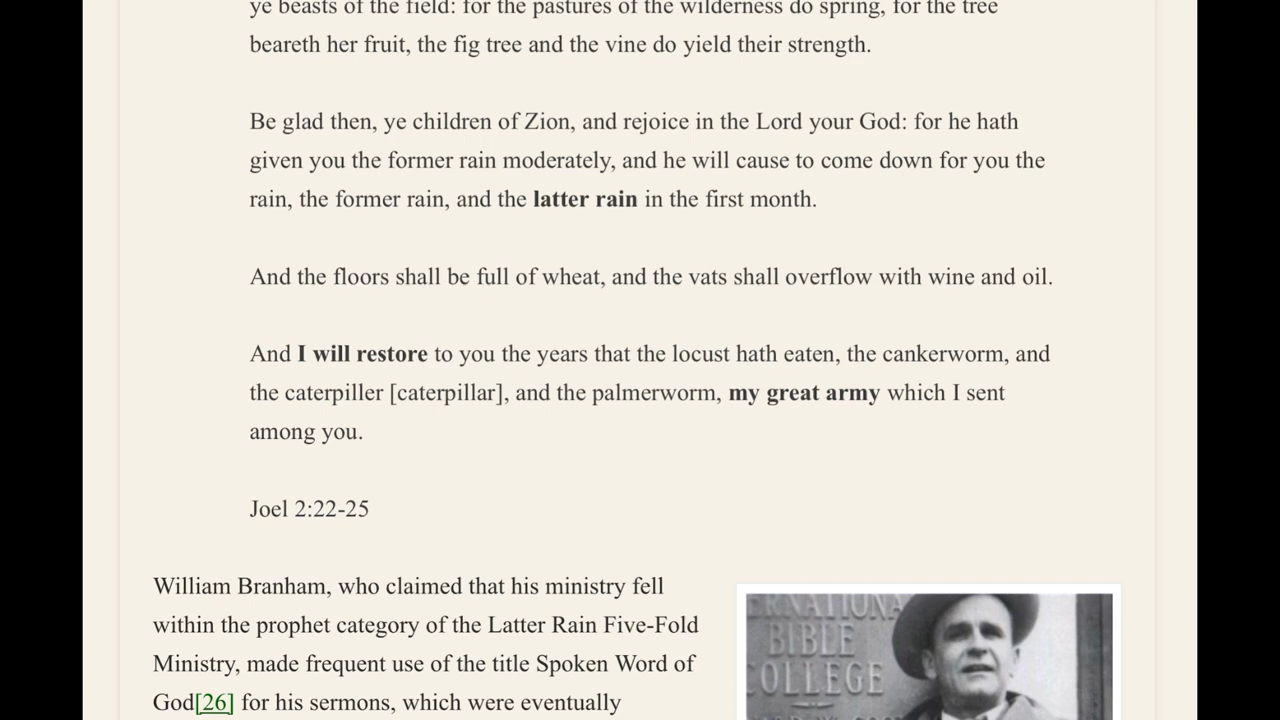 ye beasts of the field: for the pastures of the wilderness do spring, for the tree
beareth her fruit, the fig tree and the vine do yield their strength.
Be glad then, ye children of Zion, and rejoice in the Lord your God: for he hath
given you the former rain moderately, and he will cause to come down for you the
rain, the former rain, and the latter rain in the first month.
And the floors shall be full of wheat, and the vats shall overflow with wine and oil.
And I will restore to you the years that the locust hath eaten, the cankerworm, and
the caterpiller [caterpillar], and the palmerworm, my great army which I sent
among you.
Joel 2:22-25
William Branham, who claimed that his ministry fell
within the prophet category of the Latter Rain Five-Fold
Ministry, made frequent use of the title Spoken Word of
God[26] for his sermons, which were eventually
ERNATIONA
BIBLE
COLLEGE